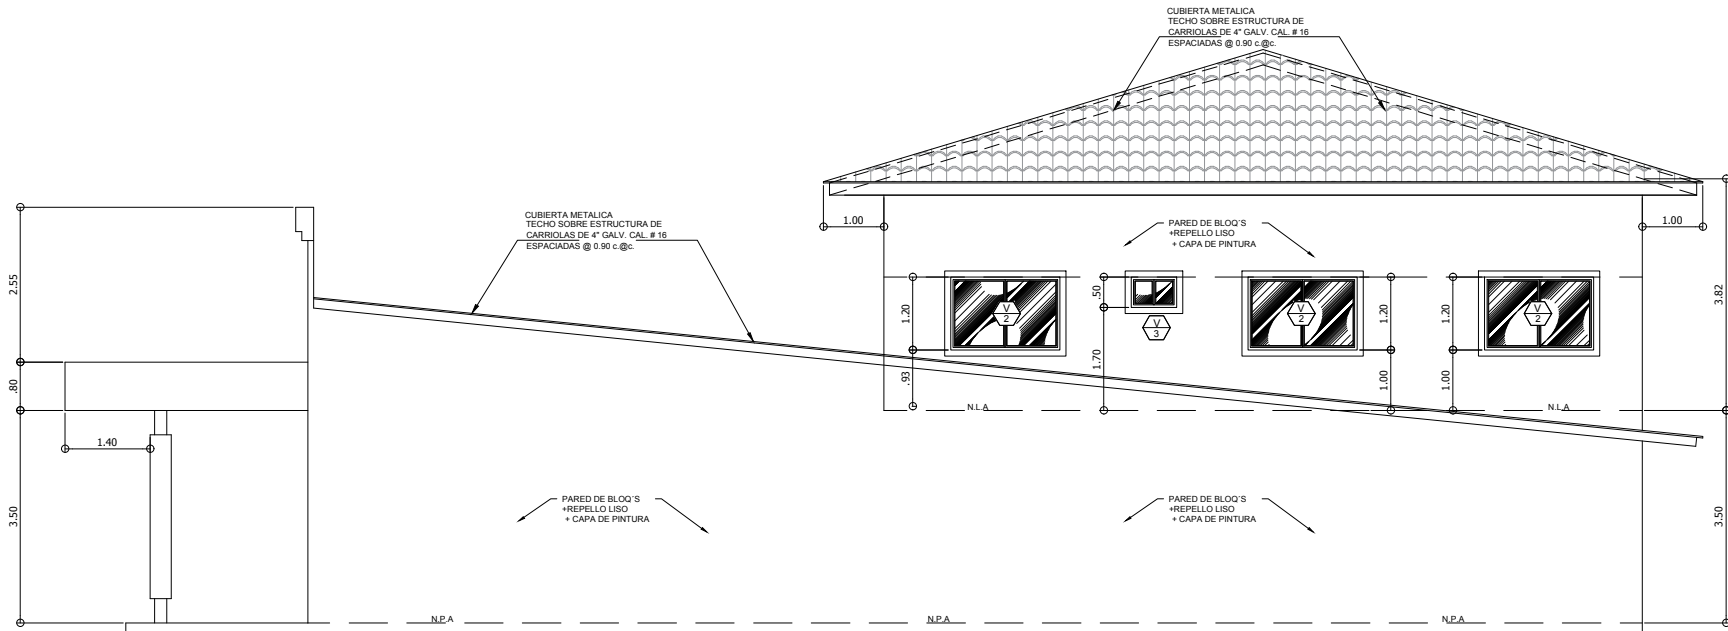 CUBIERTA METALICA
TECHO SOBRE ESTRUCTURA DE
CARRIOLAS DE 4" GALV. CAL. # 16
ESPACIADAS @ 0.90 c.@c.
CUBIERTA METALICA
TECHO SOBRE ESTRUCTURA DE
CARRIOLAS DE 4" GALV. CAL. # 16
ESPACIADAS @ 0.90 c.@c.
1.00
PARED DE BLOQ´S
+REPELLO LISO
+ CAPA DE PINTURA
1.00
2.55
1.20
V
2
.50
V
3
V
2
1.20
1.20
V
2
3.82
.80
.93
1.70
1.00
1.00
N.L.A
N.L.A
1.40
3.50
PARED DE BLOQ´S
+REPELLO LISO
+ CAPA DE PINTURA
PARED DE BLOQ´S
+REPELLO LISO
+ CAPA DE PINTURA
3.50
N.P.A
N.P.A
N.P.A